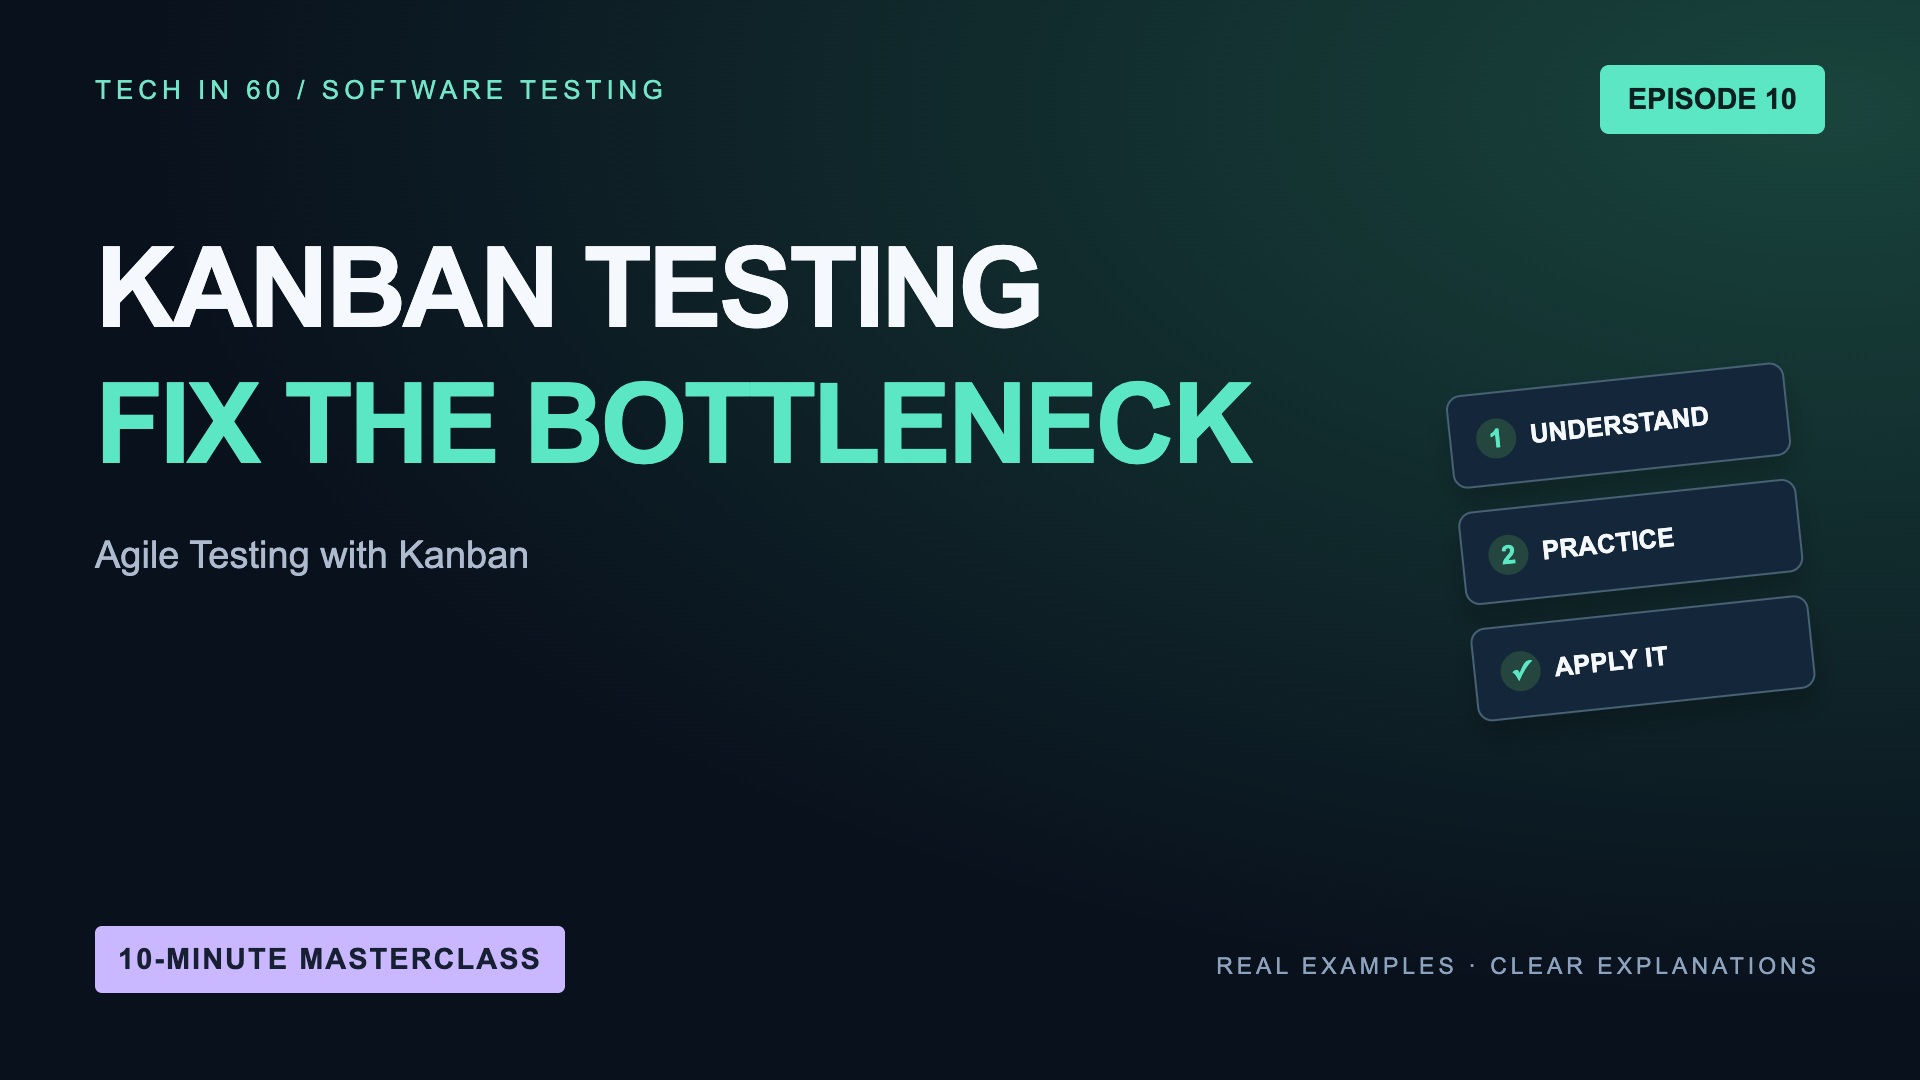 TECH IN 60 / SOFTWARE TESTING
EPISODE 10
KANBAN TESTING
FIX THE BOTTLENECK
Agile Testing with Kanban
1 UNDERSTAND
2 PRACTICE
✓ APPLY IT
10-MINUTE MASTERCLASS
REAL EXAMPLES · CLEAR EXPLANATIONS